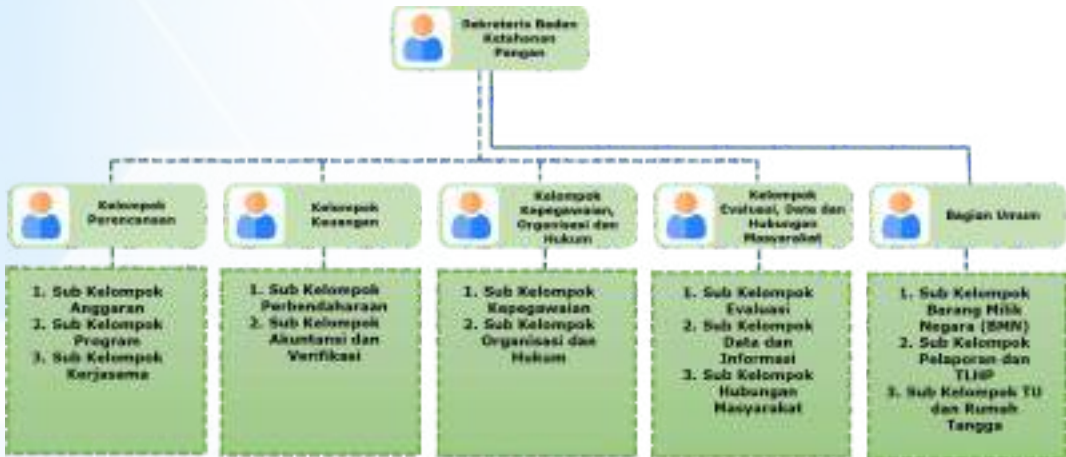 Sekretaris Badan
Ketahanan
Pangan
Kelompok
Perencanaan
Kelompok
Keuangan
Kelompok
Kepegawaian,
Organisasi dan
Hukum
Kelompok
Evaluasi, Data dan
Hubungan
Masyarakat
Bagian Umum
1. Sub Kelompok
Anggaran
2. Sub Kelompok
Program
3. Sub Kelompok
Kerjasama
1. Sub Kelompok
Perbendaharaan
2. Sub Kelompok
Akuntansi dan
Verifikasi
1. Sub Kelompok
Kepegawaian
2. Sub Kelompok
Organisasi dan
Hukum
1. Sub Kelompok
Evaluasi
2. Sub Kelompok
Data dan
Informasi
3. Sub Kelompok
Hubungan
Masyarakat
1. Sub Kelompok
Barang Milik
Negara (BMN)
2. Sub Kelompok
Pelaporan dan
TLHP
3. Sub Kelompok TU
dan Rumah
Tangga